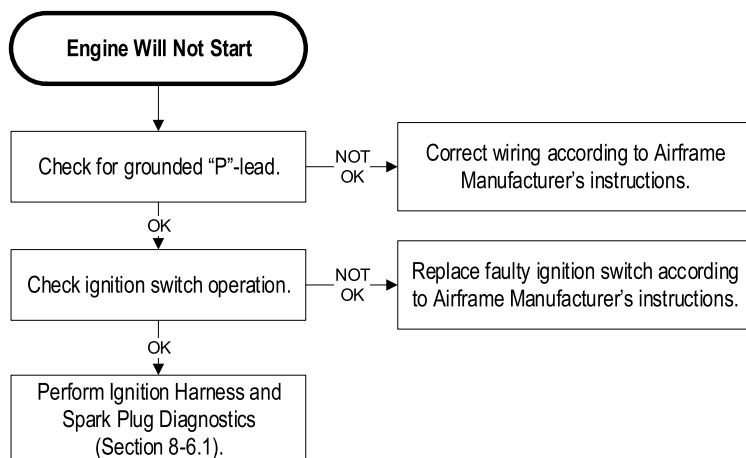 Engine Will Not Start
Check for grounded “P”-lead.
NOT
OK
Correct wiring according to Airframe
Manufacturer’s instructions.
OK
Check ignition switch operation.
NOT
OK
Replace faulty ignition switch according
to Airframe Manufacturer’s instructions.
OK
Perform Ignition Harness and
Spark Plug Diagnostics
(Section 8-6.1).